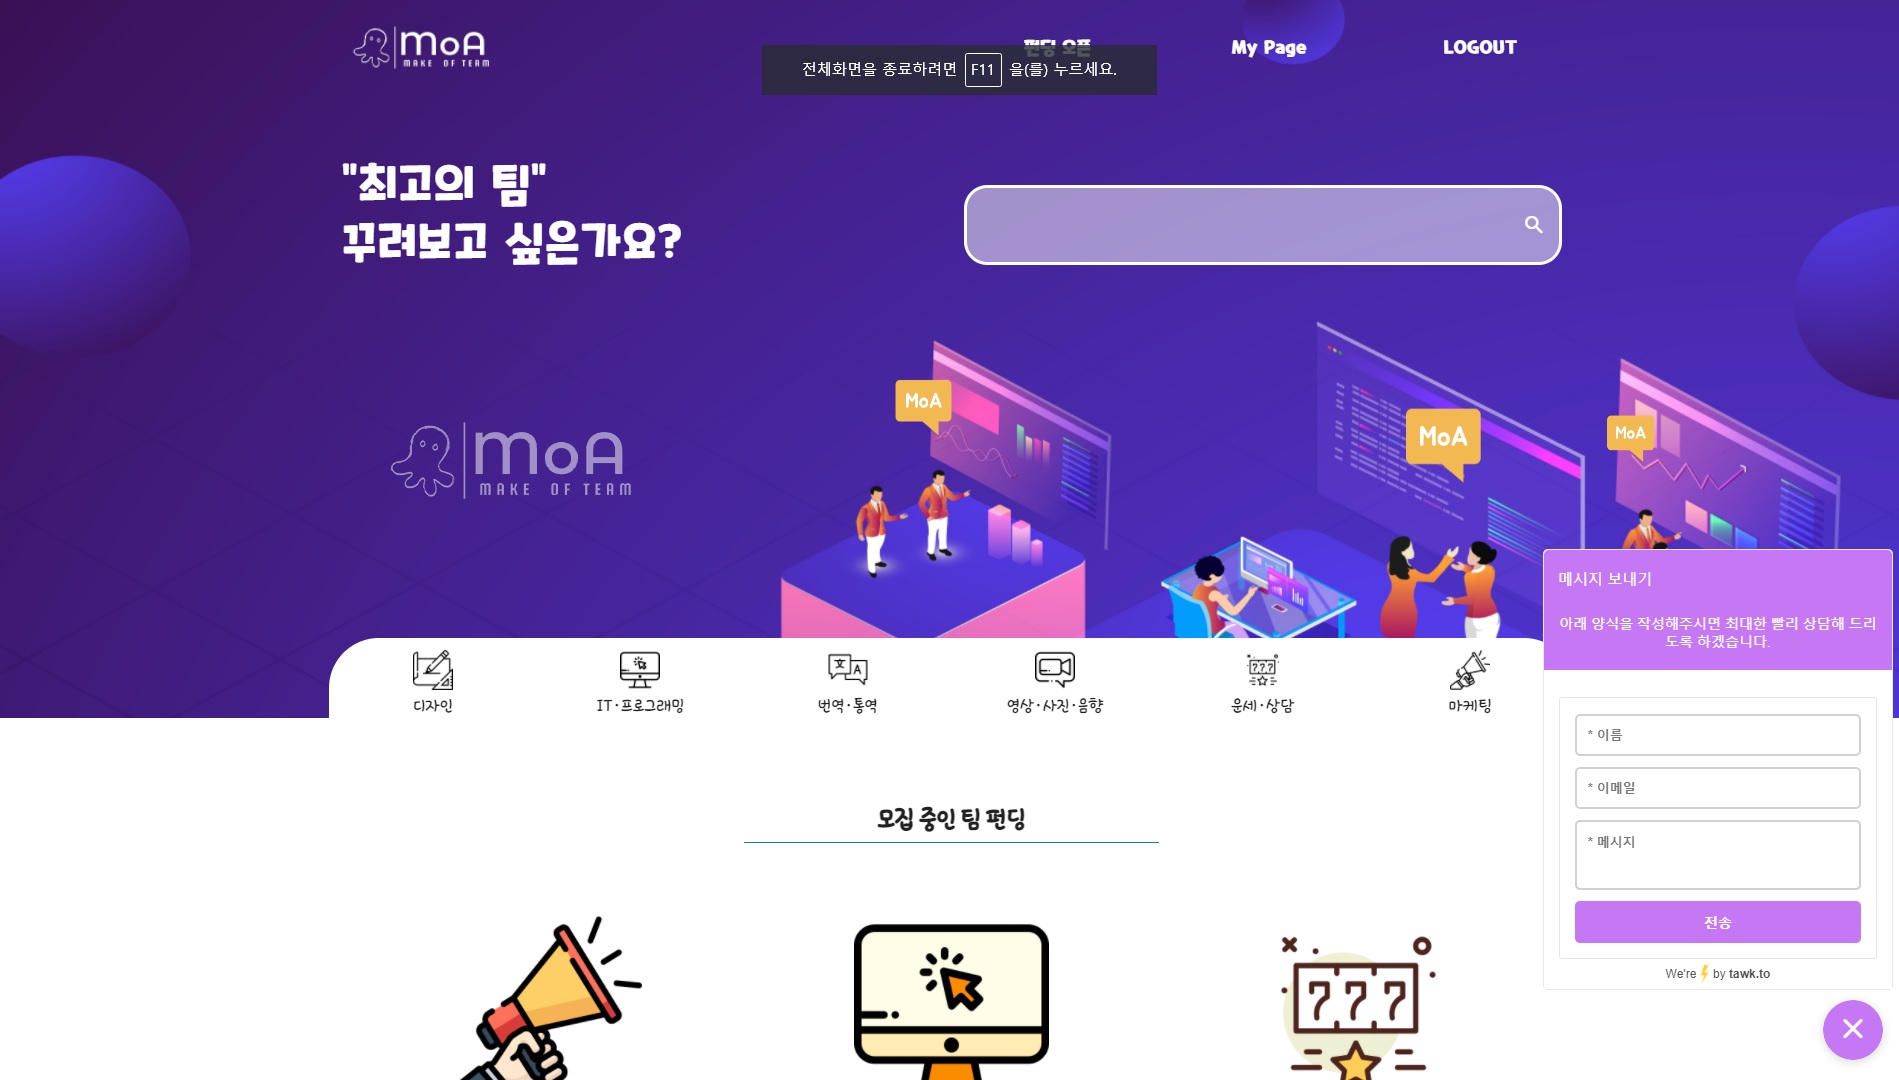 MoA
MAKE OF TEAM
펀딩 오픈
My Page
LOGOUT
전체화면을 종료하려면 F11 을(를) 누르세요.
"최고의 팀"
꾸려보고 싶은가요?
MoA
MoA
MoA
MoA
MAKE OF TEAM
메시지 보내기
아래 양식을 작성해주시면 최대한 빨리 상담해 드리
도록 하겠습니다.
디자인
IT·프로그래밍
번역·통역
영상·사진·음향
운세·상담
마케팅
* 이름
* 이메일
* 메시지
전송
We're by tawk.to
모집 중인 팀 펀딩
777